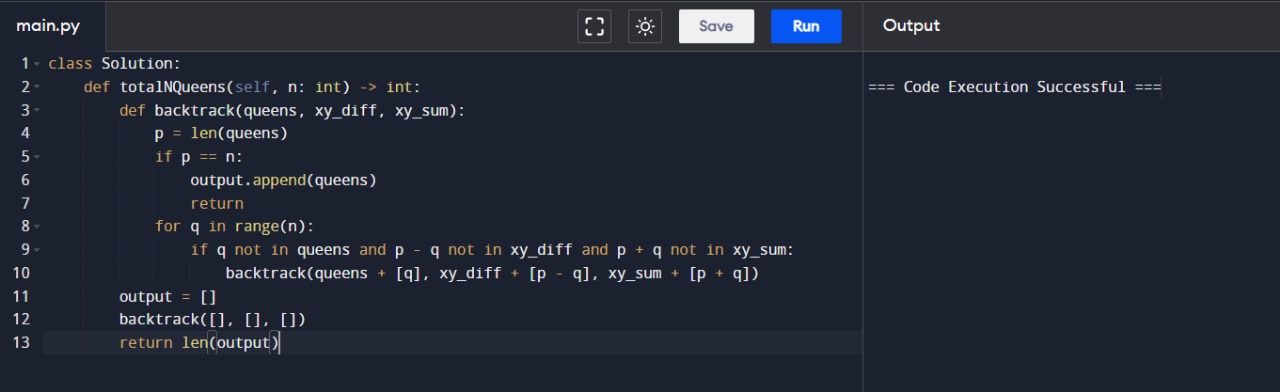 main.py
Save
Run
Output
1 class Solution:
2     def totalNQueens(self, n: int) -> int:
3         def backtrack(queens, xy_diff, xy_sum):
4             p = len(queens)
5             if p == n:
6                 output.append(queens)
7                 return
8             for q in range(n):
9                 if q not in queens and p - q not in xy_diff and p + q not in xy_sum:
10                     backtrack(queens + [q], xy_diff + [p - q], xy_sum + [p + q])
11         output = []
12         backtrack([], [], [])
13         return len(output)
=== Code Execution Successful ===